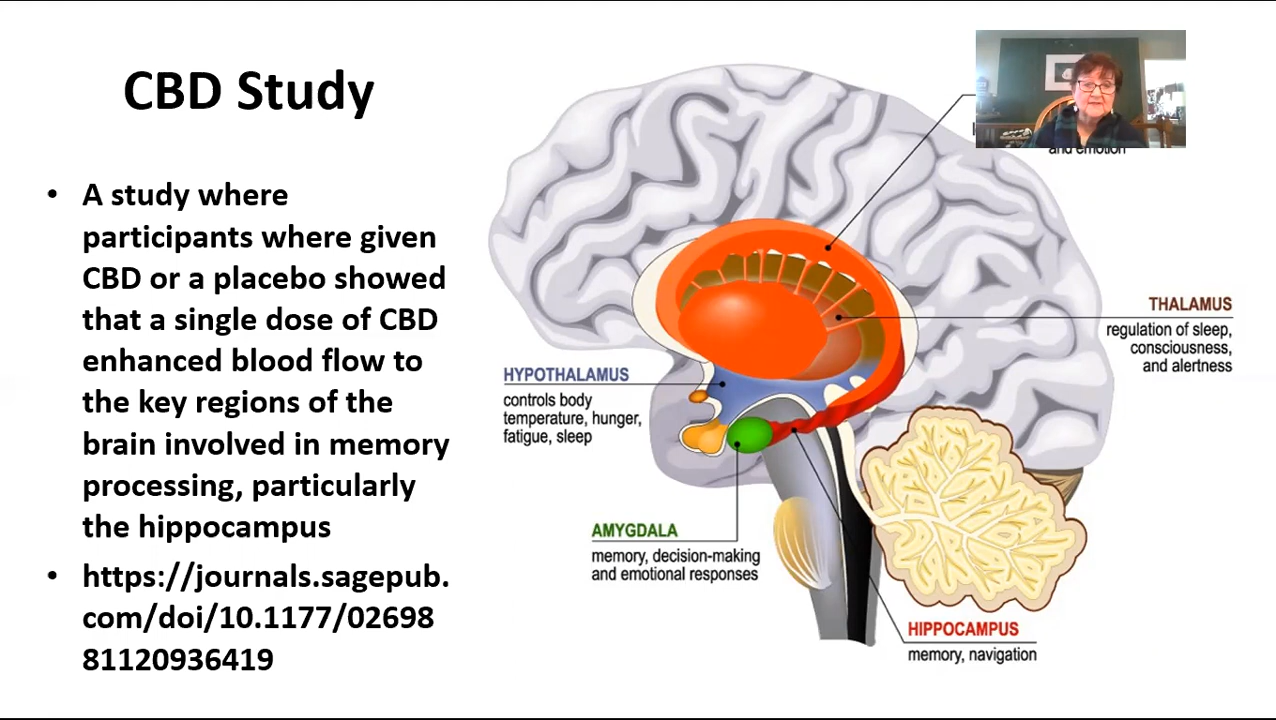 CBD Study
• A study where
participants where given
CBD or a placebo showed
that a single dose of CBD
enhanced blood flow to
the key regions of the
brain involved in memory
processing, particularly
the hippocampus
• https://journals.sagepub.
com/doi/10.1177/02698
81120936419
and emotion
THALAMUS
regulation of sleep,
consciousness,
and alertness
HYPOTHALAMUS
controls body
temperature, hunger,
fatigue, sleep
AMYGDALA
memory, decision-making
and emotional responses
HIPPOCAMPUS
memory, navigation